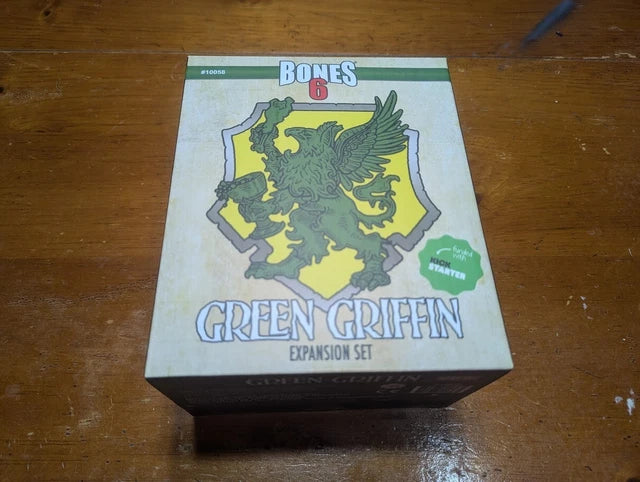 #10058
BONES
6
funded
with
KICK
STARTER
GREEN GRIFFIN
EXPANSION SET
GREEN GRIFFIN